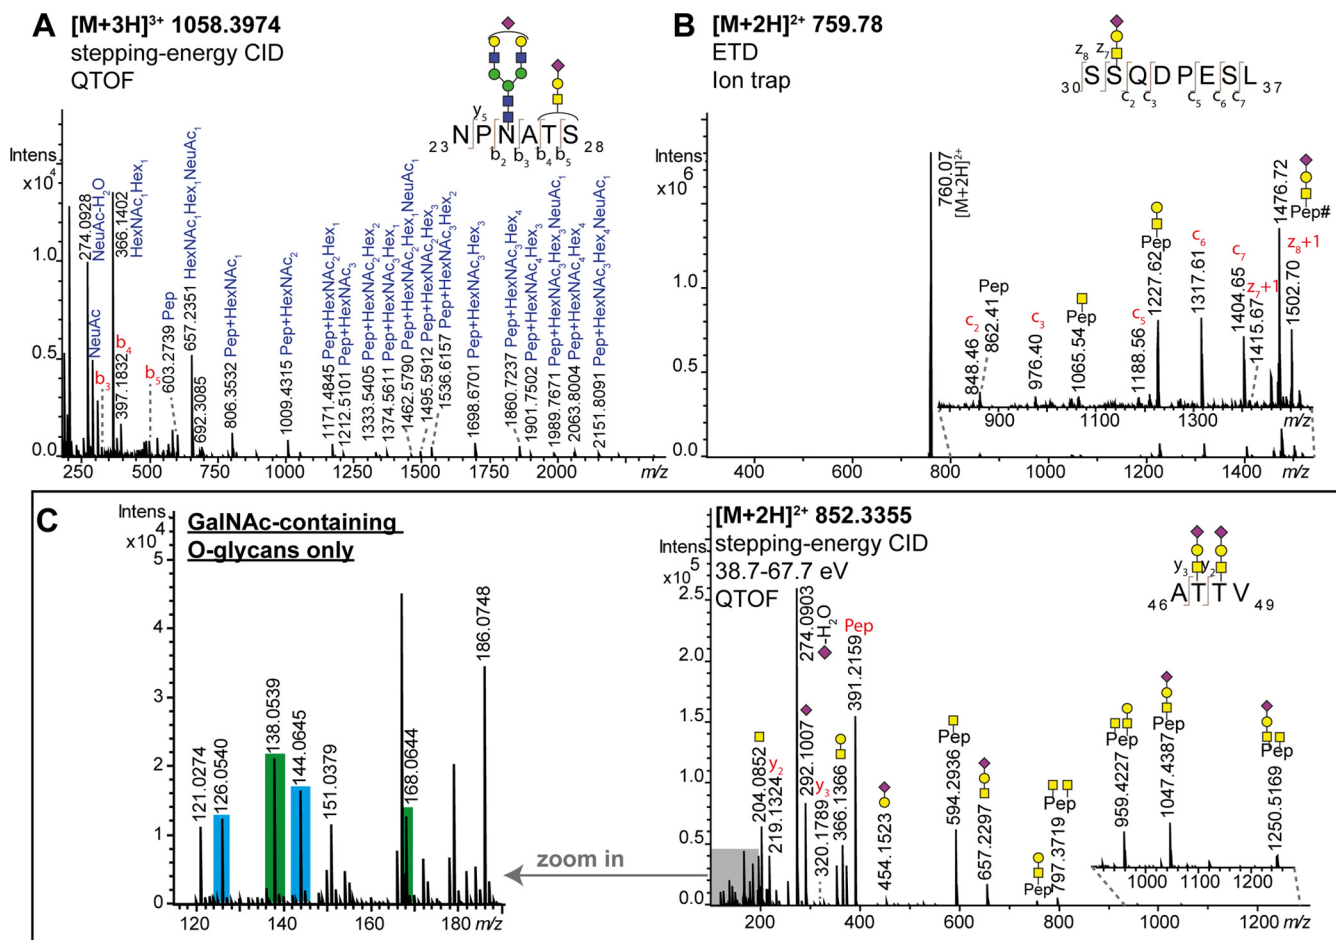 A
[M+3H]³⁺ 1058.3974
stepping-energy CID
QTOF
y₅
23 NPNATS 28
b₂ b₃ b₄ b₅
Intens
x10⁴
1.0
0.5
0.0
274.0928
NeuAc-H₂O
NeuAc
366.1402
HexNAc₁Hex₁
b₃
b₄
397.1832
b₅
603.2739 Pep
657.2351 HexNAc₁Hex₁NeuAc₁
692.3085
806.3532 Pep+HexNAc₁
1009.4315 Pep+HexNAc₂
1171.4845 Pep+HexNAc₂Hex₁
1212.5101 Pep+HexNAc₃
1333.5405 Pep+HexNAc₂Hex₂
1374.5611 Pep+HexNAc₃Hex₁
1462.5790 Pep+HexNAc₂Hex₁NeuAc₁
1495.5912 Pep+HexNAc₂Hex₃
1536.6157 Pep+HexNAc₃Hex₂
1698.6701 Pep+HexNAc₃Hex₃
1860.7237 Pep+HexNAc₃Hex₄
1901.7502 Pep+HexNAc₄Hex₃
1989.7671 Pep+HexNAc₃Hex₃NeuAc₁
2063.8004 Pep+HexNAc₄Hex₄
2151.8091 Pep+HexNAc₃Hex₄NeuAc₁
250 500 750 1000 1250 1500 1750 2000 m/z
B
[M+2H]²⁺ 759.78
ETD
Ion trap
z₈ z₇
30 SSQDPESL 37
c₂ c₃ c₅ c₆ c₇
Intens
x10⁶
1.0
0.5
0.0
760.07
[M+2H]²⁺
c₂
848.46
Pep
862.41
c₃
976.40
Pep
1065.54
c₅
1188.56
Pep
1227.62
c₆
1317.61
c₇
1404.65
z₇+1
1415.67
1476.72
Pep#
z₈+1
1502.70
900 1100 1300
400 600 800 1000 1200 1400 m/z
C
Intens
x10⁴
GalNAc-containing
O-glycans only
5
4
3
2
1
0
121.0274
126.0540
138.0539
144.0645
151.0379
168.0644
186.0748
120 140 160 180 m/z
zoom in
[M+2H]²⁺ 852.3355
stepping-energy CID
38.7-67.7 eV
QTOF
y₃ y₂
46 ATTV 49
Intens
x10⁵
2.5
2.0
1.5
1.0
0.5
0.0
204.0852
y₂
219.1324
274.0903
-H₂O
292.1007
y₃
320.1789
366.1366
Pep
391.2159
454.1523
Pep
594.2936
657.2297
Pep
Pep
797.3719
Pep
959.4227
Pep
1047.4387
Pep
1250.5169
1000 1100 1200
200 400 600 800 1000 1200 m/z